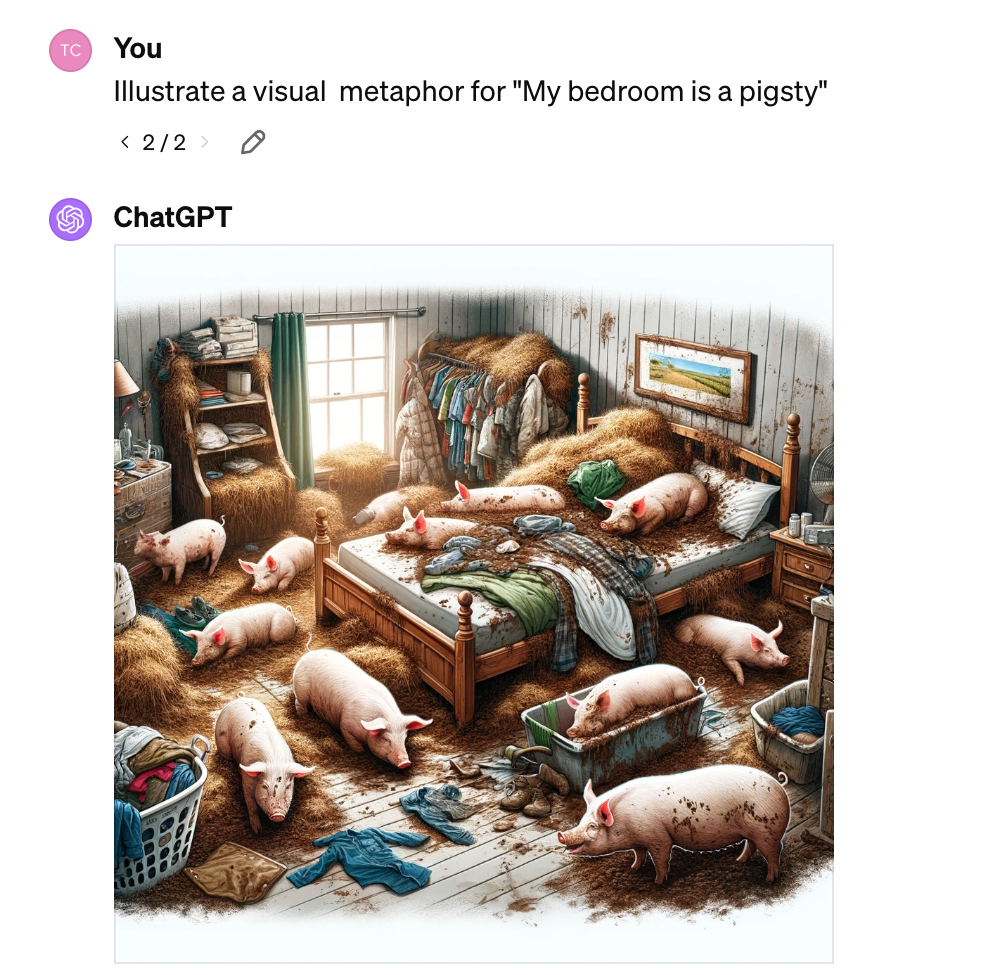 TC
You
Illustrate a visual  metaphor for "My bedroom is a pigsty"
< 2 / 2 >
ChatGPT